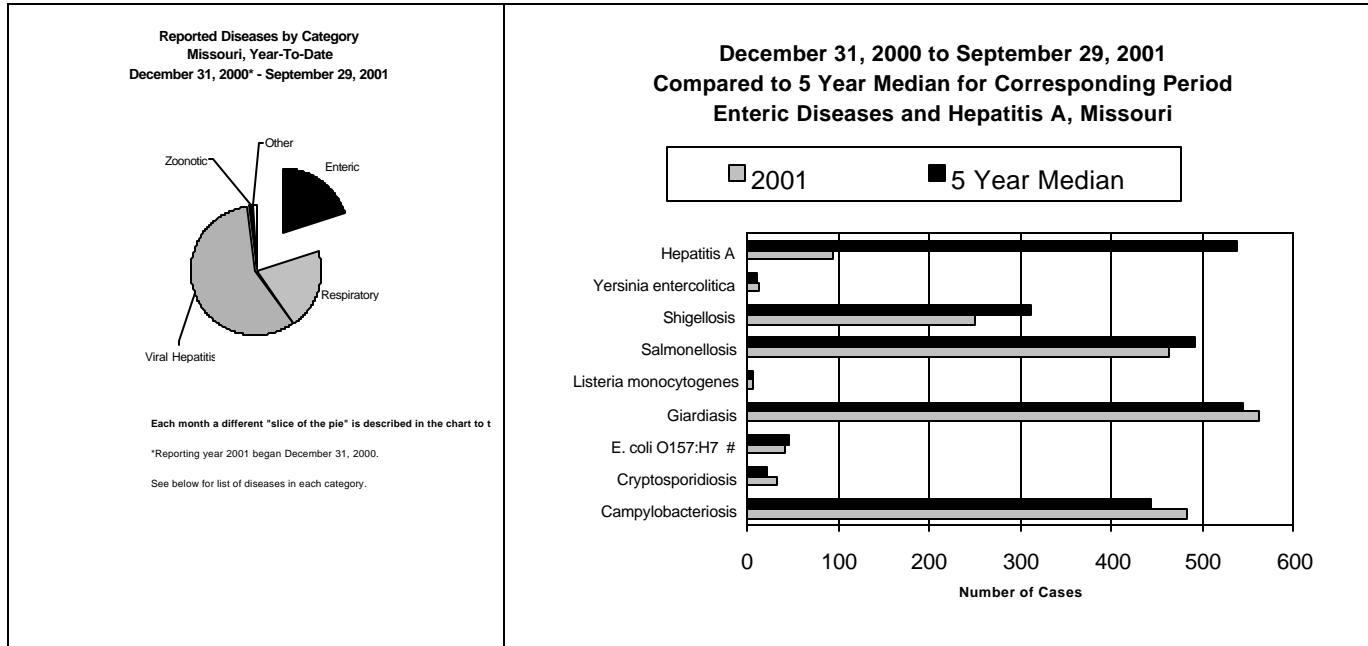 Reported Diseases by Category
Missouri, Year-To-Date
December 31, 2000* - September 29, 2001
Other
Zoonotic
Enteric
Respiratory
Viral Hepatitis
Each month a different "slice of the pie" is described in the chart to t
*Reporting year 2001 began December 31, 2000.
See below for list of diseases in each category.
December 31, 2000 to September 29, 2001
Compared to 5 Year Median for Corresponding Period
Enteric Diseases and Hepatitis A, Missouri
2001 5 Year Median
Hepatitis A
Yersinia entercolitica
Shigellosis
Salmonellosis
Listeria monocytogenes
Giardiasis
E. coli O157:H7 #
Cryptosporidiosis
Campylobacteriosis
0 100 200 300 400 500 600
Number of Cases